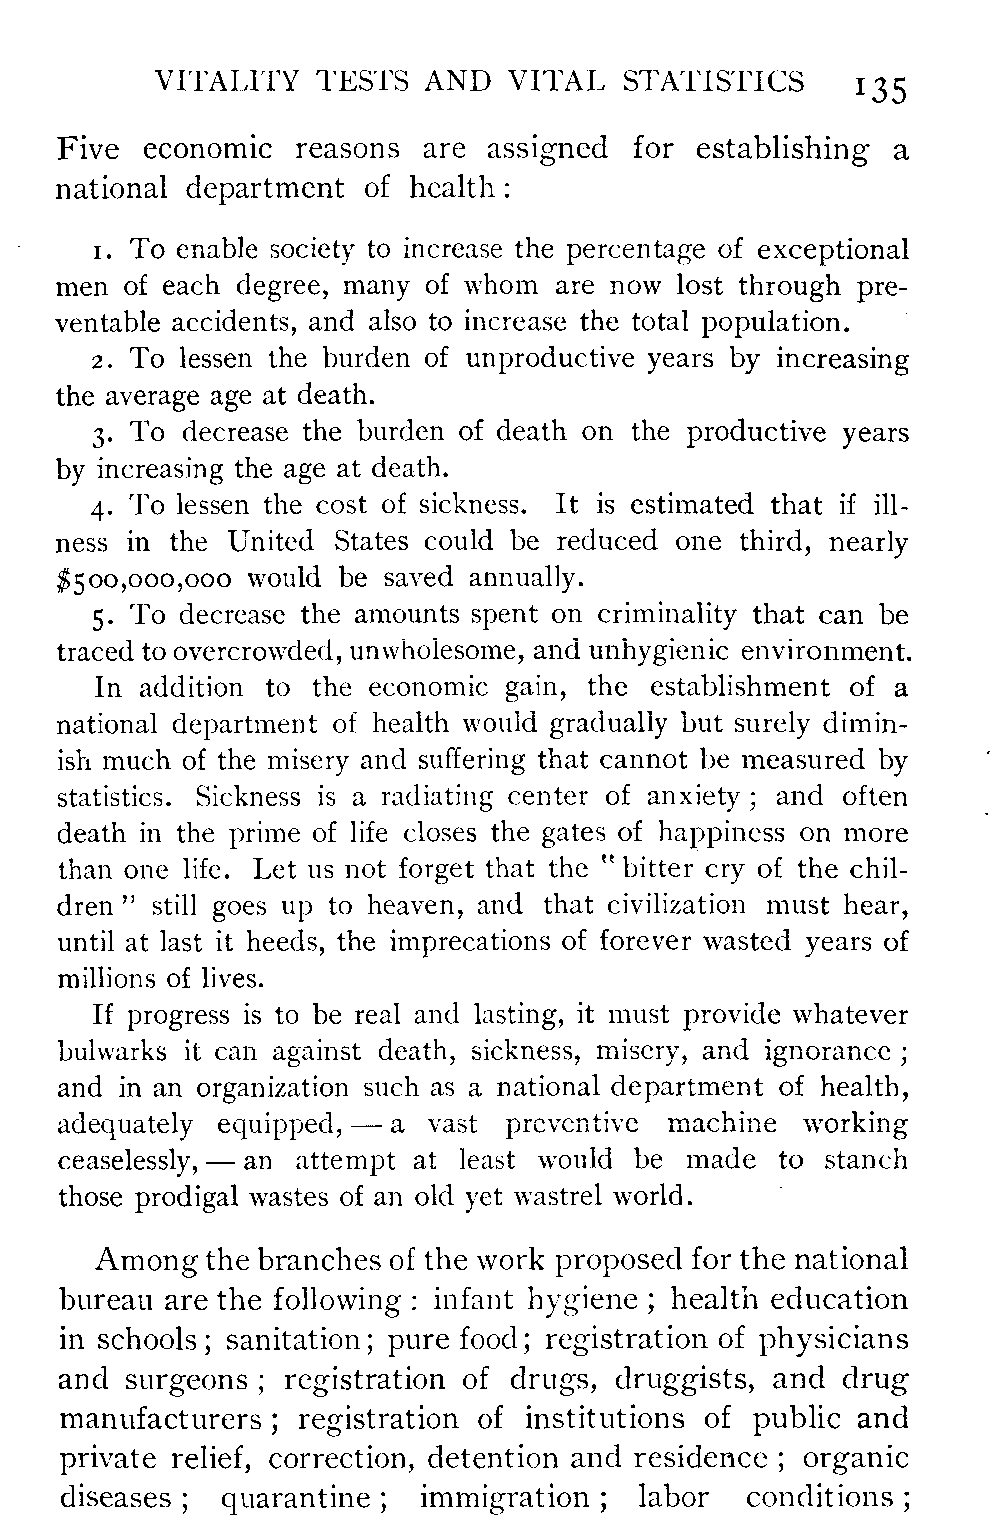 VITALITY TESTS AND VITAL STATISTICS 135
Five economic reasons are assigned for establishing a
national department of health :
1. To enable society to increase the percentage of exceptional
men of each degree, many of whom are now lost through pre-
ventable accidents, and also to increase the total population.
2. To lessen the burden of unproductive years by increasing
the average age at death.
3. To decrease the burden of death on the productive years
by increasing the age at death.
4. To lessen the cost of sickness. It is estimated that if ill-
ness in the United States could be reduced one third, nearly
$500,000,000 would be saved annually.
5. To decrease the amounts spent on criminality that can be
traced to overcrowded, unwholesome, and unhygienic environment.
In addition to the economic gain, the establishment of a
national department of health would gradually but surely dimin-
ish much of the misery and suffering that cannot be measured by
statistics. Sickness is a radiating center of anxiety ; and often
death in the prime of life closes the gates of happiness on more
than one life. Let us not forget that the " bitter cry of the chil-
dren " still goes up to heaven, and that civilization must hear,
until at last it heeds, the imprecations of forever wasted years of
millions of lives.
If progress is to be real and lasting, it must provide whatever
bulwarks it can against death, sickness, misery, and ignorance ;
and in an organization such as a national department of health,
adequately equipped, — a vast preventive machine working
ceaselessly, — an attempt at least would be made to stanch
those prodigal wastes of an old yet wastrel world.
Among the branches of the work proposed for the national
bureau are the following : infant hygiene ; health education
in schools ; sanitation ; pure food ; registration of physicians
and surgeons ; registration of drugs, druggists, and drug
manufacturers ; registration of institutions of public and
private relief, correction, detention and residence ; organic
diseases ; quarantine ; immigration ; labor conditions ;